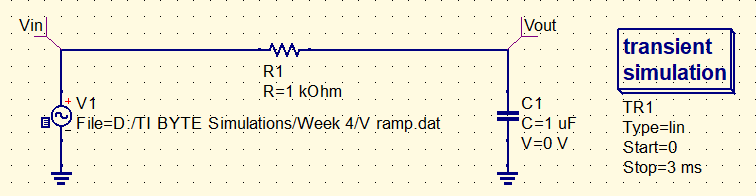 Vin
Vout
R1
R=1 kOhm
V1
File=D:/TI BYTE Simulations/Week 4/V ramp.dat
C1
C=1 uF
V=0 V
transient
simulation
TR1
Type=lin
Start=0
Stop=3 ms